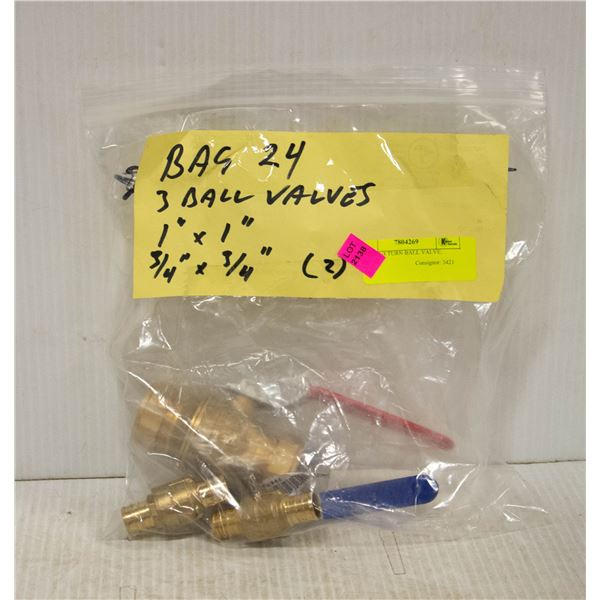 BAG 24
3 BALL VALVES
1" x 1"
3/4" x 3/4" (2)
LOT
2138
7804269
TURN BALL VALVE,
Consignor: 3421